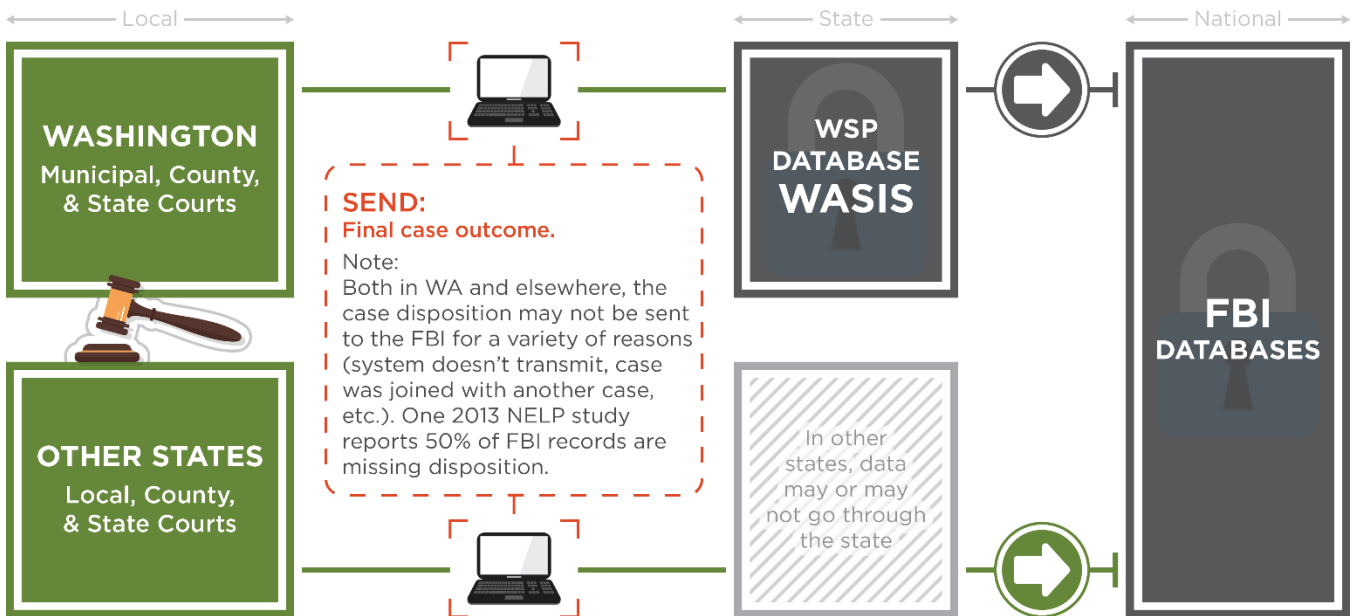 Local
State
National
WASHINGTON
Municipal, County,
& State Courts
SEND:
Final case outcome.
Note:
Both in WA and elsewhere, the
case disposition may not be sent
to the FBI for a variety of reasons
(system doesn't transmit, case
was joined with another case,
etc.). One 2013 NELP study
reports 50% of FBI records are
missing disposition.
WSP
DATABASE
WASIS
FBI
DATABASES
OTHER STATES
Local, County,
& State Courts
In other
states, data
may or may
not go through
the state